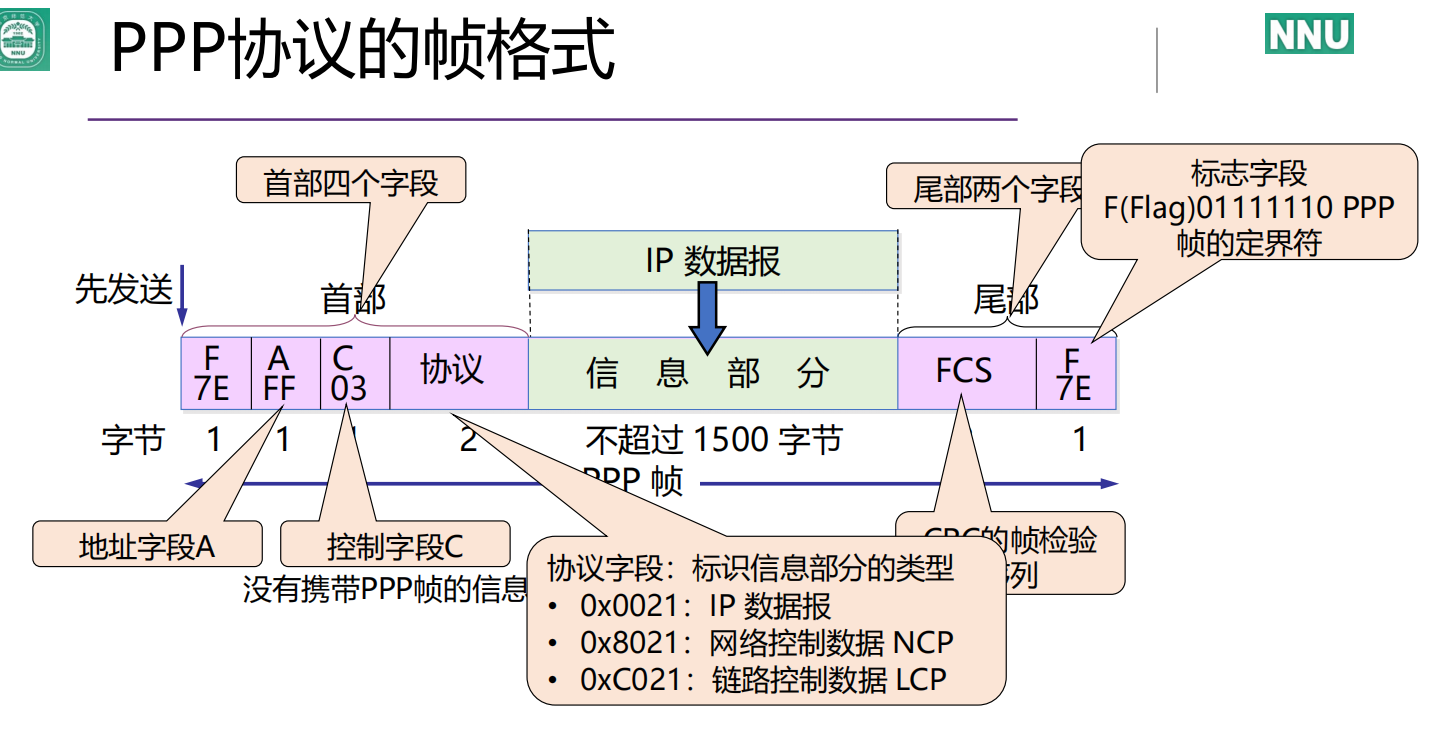 PPP协议的帧格式
NNU
NNU
首部四个字段
尾部两个字段
标志字段
F(Flag)01111110 PPP
帧的定界符
IP 数据报
先发送
首部
尾部
F
7E
A
FF
C
03
协议
信 息 部 分
FCS
F
7E
字节 1 1 2 不超过 1500 字节 1
PPP 帧
地址字段A
控制字段C
CRC的帧检验
序列
没有携带PPP帧的信息
协议字段：标识信息部分的类型
• 0x0021：IP 数据报
• 0x8021：网络控制数据 NCP
• 0xC021：链路控制数据 LCP